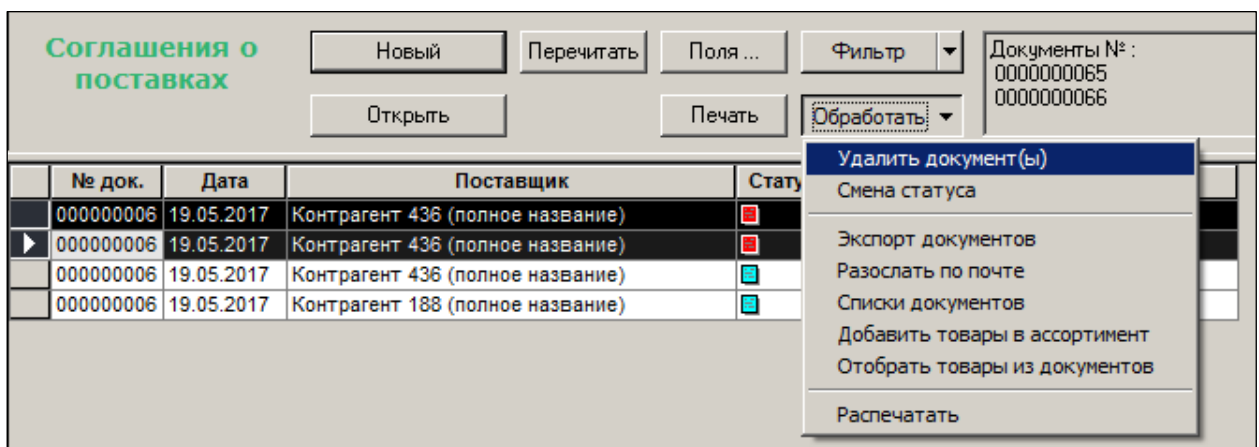 Соглашения о
поставках
Новый
Перечитать
Поля ...
Фильтр
Документы № :
0000000065
0000000066
Открыть
Печать
Обработать
Удалить документ(ы)
Смена статуса
Экспорт документов
Разослать по почте
Списки документов
Добавить товары в ассортимент
Отобрать товары из документов
Распечатать
№ док. Дата Поставщик Стату
000000006 19.05.2017 Контрагент 436 (полное название)
000000006 19.05.2017 Контрагент 436 (полное название)
000000006 19.05.2017 Контрагент 436 (полное название)
000000006 19.05.2017 Контрагент 188 (полное название)